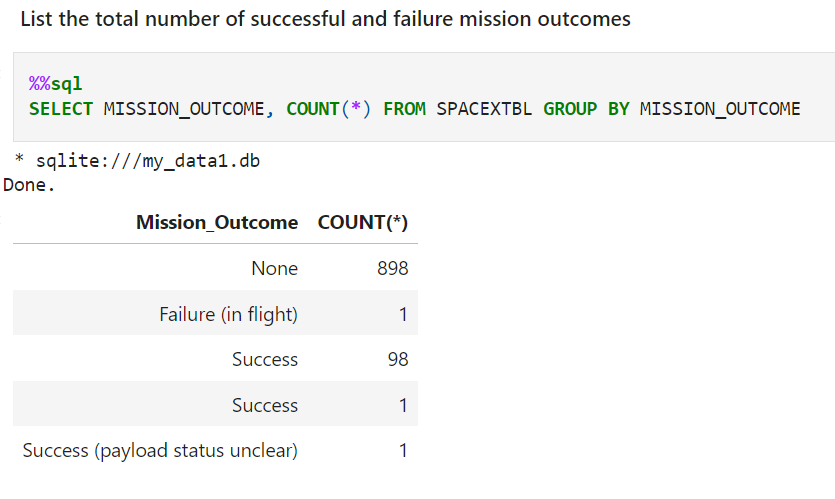 List the total number of successful and failure mission outcomes
%%sql
SELECT MISSION_OUTCOME, COUNT(*) FROM SPACEXTBL GROUP BY MISSION_OUTCOME
* sqlite:///my_data1.db
Done.
Mission_Outcome COUNT(*)
None 898
Failure (in flight) 1
Success 98
Success 1
Success (payload status unclear) 1